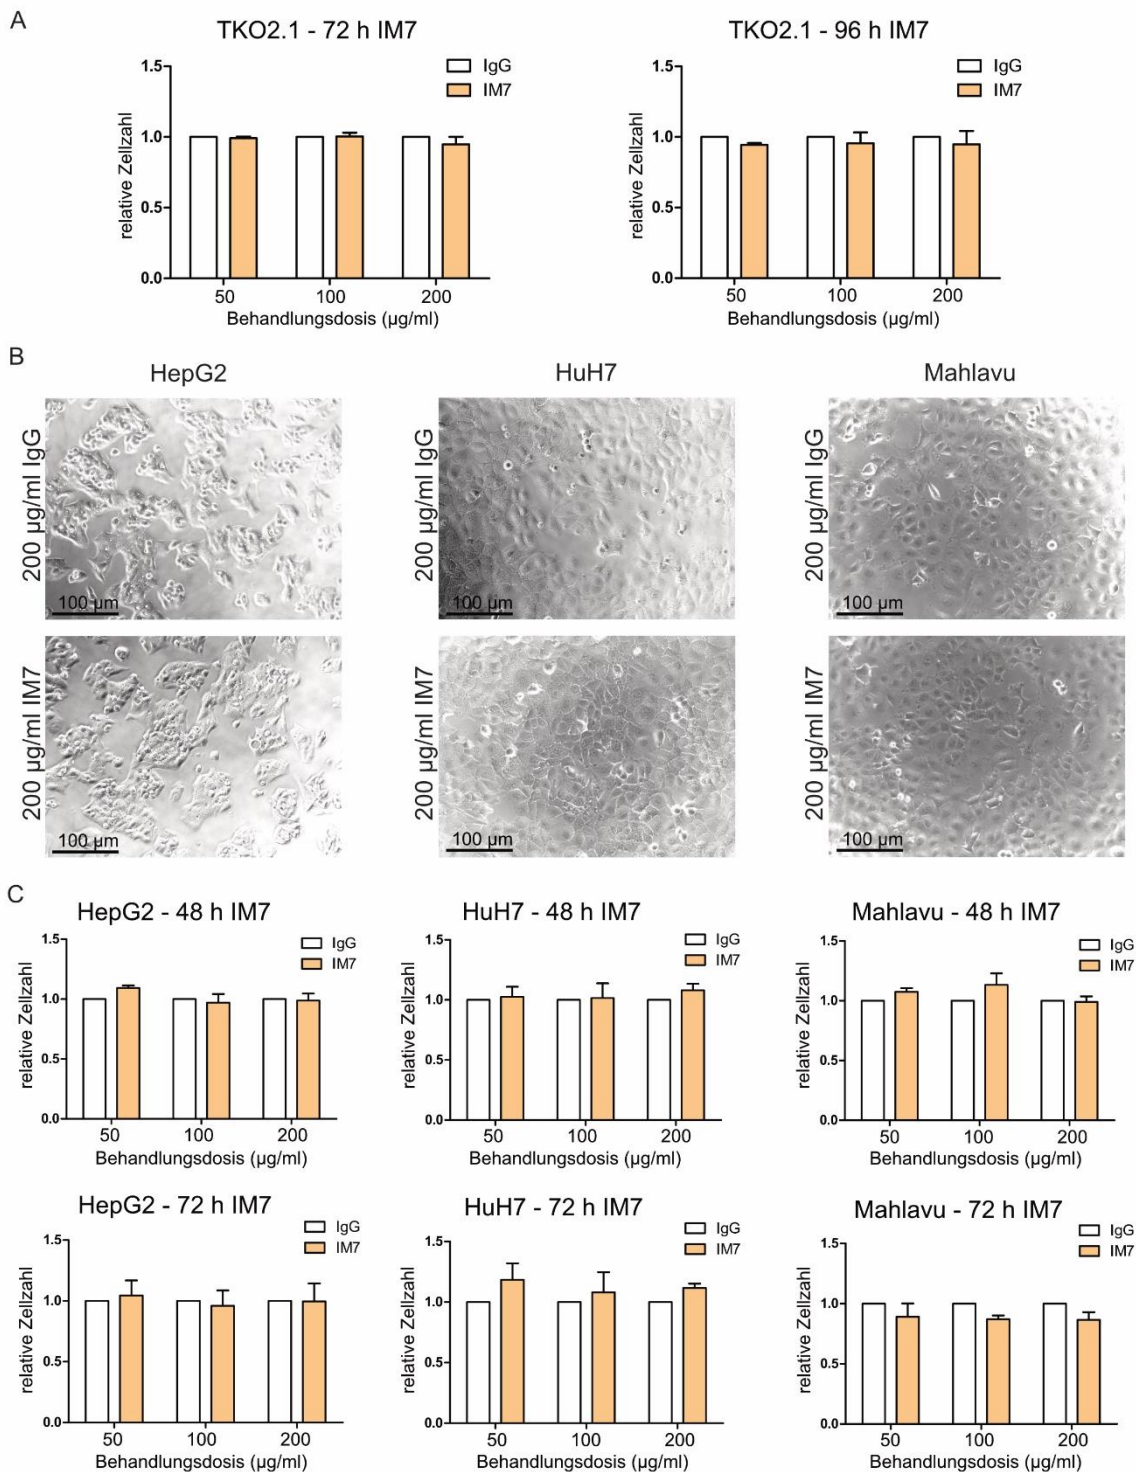 A
TKO2.1 - 72 h IM7
IgG
IM7
relative Zellzahl
1.5
1.0
0.5
0.0
50 100 200
Behandlungsdosis (µg/ml)
TKO2.1 - 96 h IM7
IgG
IM7
relative Zellzahl
1.5
1.0
0.5
0.0
50 100 200
Behandlungsdosis (µg/ml)
B
HepG2
HuH7
Mahlavu
200 µg/ml IgG
100 µm
200 µg/ml IgG
100 µm
200 µg/ml IgG
100 µm
200 µg/ml IM7
100 µm
200 µg/ml IM7
100 µm
200 µg/ml IM7
100 µm
C
HepG2 - 48 h IM7
IgG
IM7
relative Zellzahl
1.5
1.0
0.5
0.0
50 100 200
Behandlungsdosis (µg/ml)
HuH7 - 48 h IM7
IgG
IM7
relative Zellzahl
1.5
1.0
0.5
0.0
50 100 200
Behandlungsdosis (µg/ml)
Mahlavu - 48 h IM7
IgG
IM7
relative Zellzahl
1.5
1.0
0.5
0.0
50 100 200
Behandlungsdosis (µg/ml)
HepG2 - 72 h IM7
IgG
IM7
relative Zellzahl
1.5
1.0
0.5
0.0
50 100 200
Behandlungsdosis (µg/ml)
HuH7 - 72 h IM7
IgG
IM7
relative Zellzahl
1.5
1.0
0.5
0.0
50 100 200
Behandlungsdosis (µg/ml)
Mahlavu - 72 h IM7
IgG
IM7
relative Zellzahl
1.5
1.0
0.5
0.0
50 100 200
Behandlungsdosis (µg/ml)